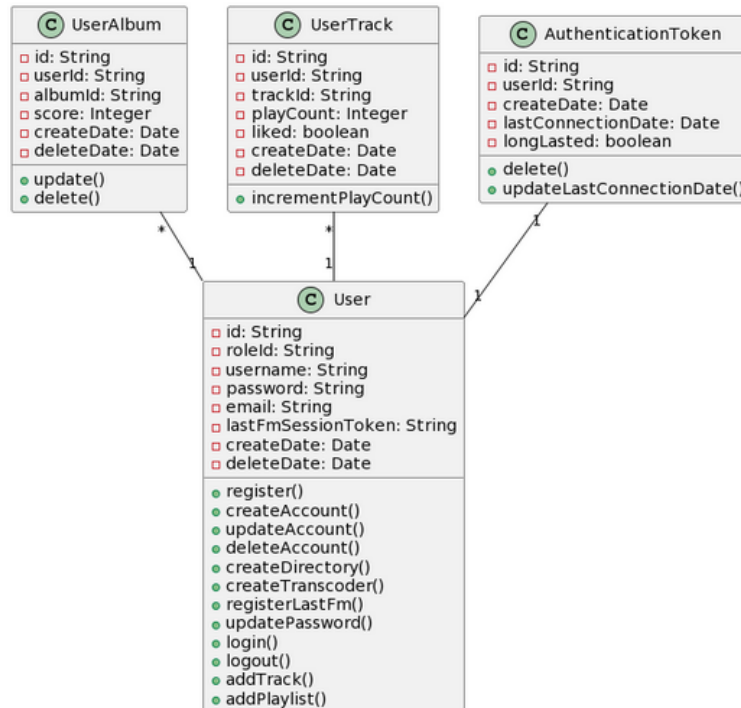 C UserAlbum
id: String
userId: String
albumId: String
score: Integer
createDate: Date
deleteDate: Date
update()
delete()
C UserTrack
id: String
userId: String
trackId: String
playCount: Integer
liked: boolean
createDate: Date
deleteDate: Date
incrementPlayCount()
C AuthenticationToken
id: String
userId: String
createDate: Date
lastConnectionDate: Date
longLasted: boolean
delete()
updateLastConnectionDate()
*
1
*
1
1
1
C User
id: String
roleId: String
username: String
password: String
email: String
lastFmSessionToken: String
createDate: Date
deleteDate: Date
register()
createAccount()
updateAccount()
deleteAccount()
createDirectory()
createTranscoder()
registerLastFm()
updatePassword()
login()
logout()
addTrack()
addPlaylist()